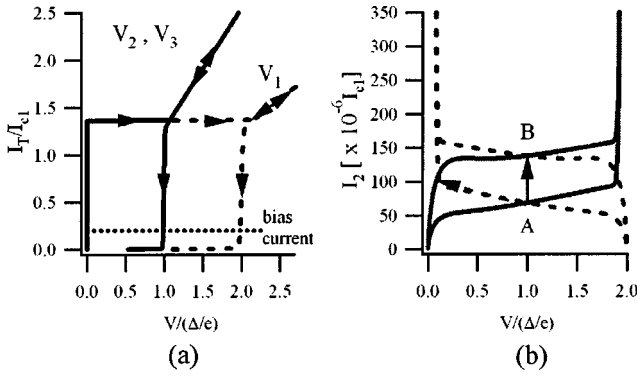 2.5
2.0
1.5
1.0
0.5
0.0
I_T/I_c1
V_2 , V_3
V_1
bias
current
0.0 0.5 1.0 1.5 2.0 2.5
V/(Δ/e)
(a)
350
300
250
200
150
100
50
0
I_2 [ x 10^-6 I_c1]
B
A
0.0 0.5 1.0 1.5 2.0
V/(Δ/e)
(b)